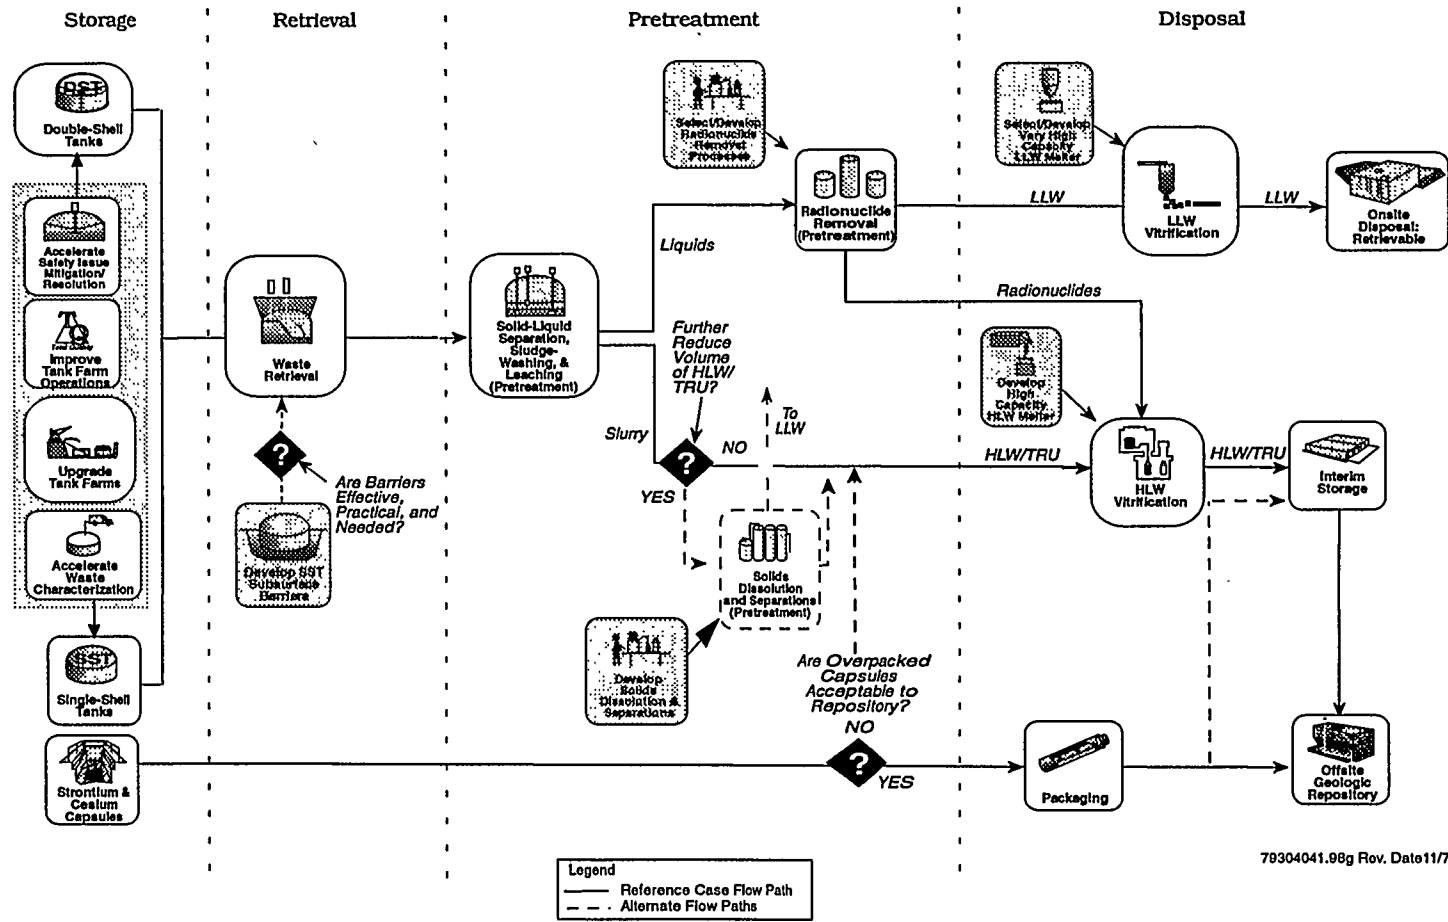 Storage
Retrieval
Pretreatment
Disposal
DST
Double-Shell
Tanks
Accelerate
Safety Issue
Mitigation/
Resolution
Improve
Tank Farm
Operations
Upgrade
Tank Farms
Accelerate
Waste
Characterization
SST
Single-Shell
Tanks
Strontium &
Cesium
Capsules
Waste
Retrieval
?
Are Barriers
Effective,
Practical, and
Needed?
Develop SST
Subsurface
Barriers
Solid-Liquid
Separation,
Sludge-
Washing, &
Leaching
(Pretreatment)
Liquids
Slurry
Select/Develop
Radionuclide
Removal
Processes
Radionuclide
Removal
(Pretreatment)
Further
Reduce
Volume
of HLW/
TRU?
?
NO
YES
To
LLW
Solids
Dissolution
and Separations
(Pretreatment)
Develop
Solids
Dissolution &
Separations
Are Overpacked
Capsules
Acceptable to
Repository?
NO
?
YES
Select/Develop
Very High
Capacity
LLW Melter
LLW
LLW
Vitrification
LLW
Onsite
Disposal:
Retrievable
Radionuclides
Develop
High
Capacity
HLW Melter
HLW/TRU
HLW
Vitrification
HLW/TRU
Interim
Storage
Packaging
Offsite
Geologic
Repository
79304041.98g Rev. Date11/7
Legend
Reference Case Flow Path
Alternate Flow Paths